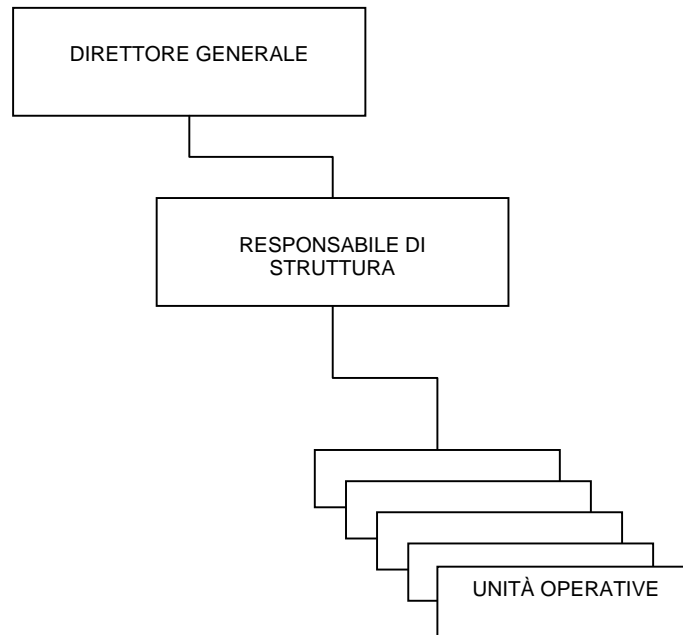 DIRETTORE GENERALE
RESPONSABILE DI
STRUTTURA
UNITÀ OPERATIVE